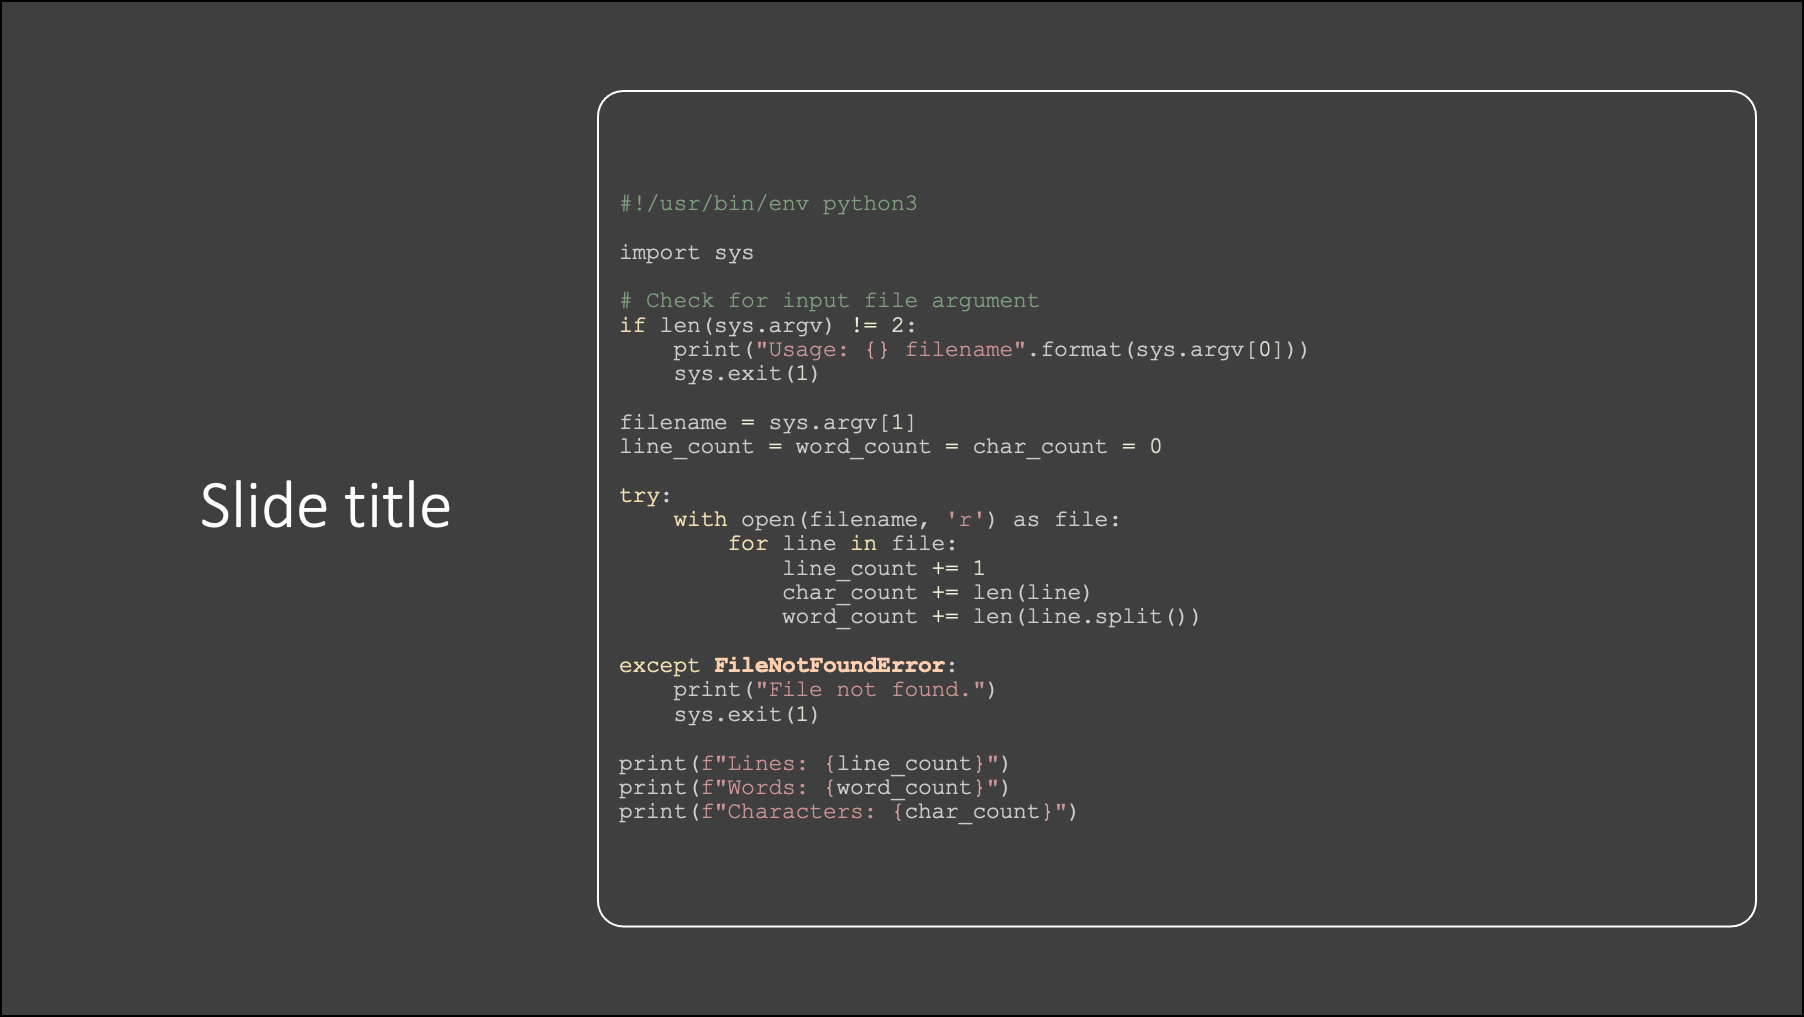 Slide title
#!/usr/bin/env python3
import sys
# Check for input file argument
if len(sys.argv) != 2:
    print("Usage: {} filename".format(sys.argv[0]))
    sys.exit(1)
filename = sys.argv[1]
line_count = word_count = char_count = 0
try:
    with open(filename, 'r') as file:
        for line in file:
            line_count += 1
            char_count += len(line)
            word_count += len(line.split())
except FileNotFoundError:
    print("File not found.")
    sys.exit(1)
print(f"Lines: {line_count}")
print(f"Words: {word_count}")
print(f"Characters: {char_count}")